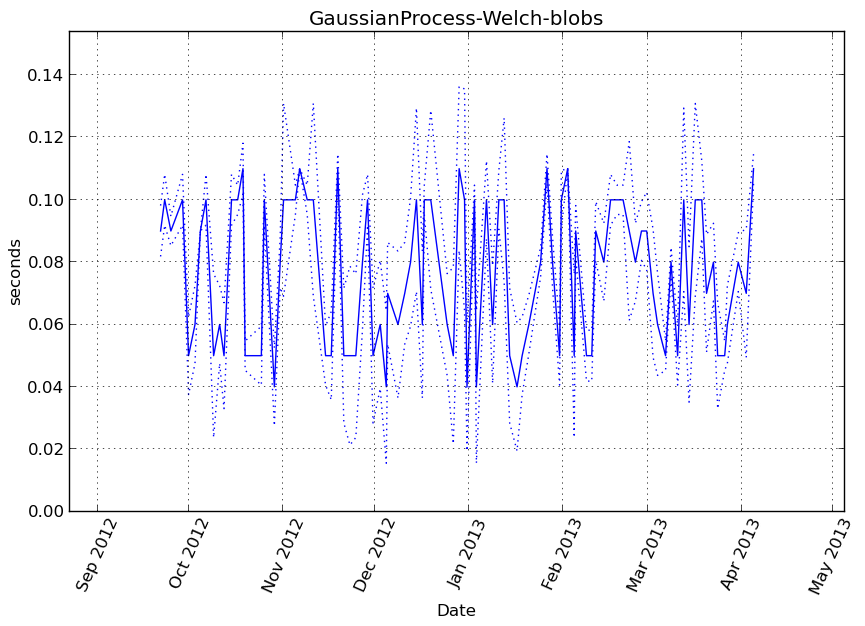 GaussianProcess-Welch-blobs
0.14
0.12
0.10
0.08
0.06
0.04
0.02
0.00
seconds
Sep 2012
Oct 2012
Nov 2012
Dec 2012
Jan 2013
Feb 2013
Mar 2013
Apr 2013
May 2013
Date